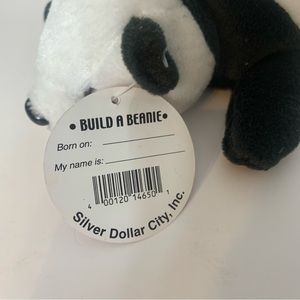 • BUILD A BEANIE •
Born on:
My name is:
4 00120 14650 1
Silver Dollar City, Inc.